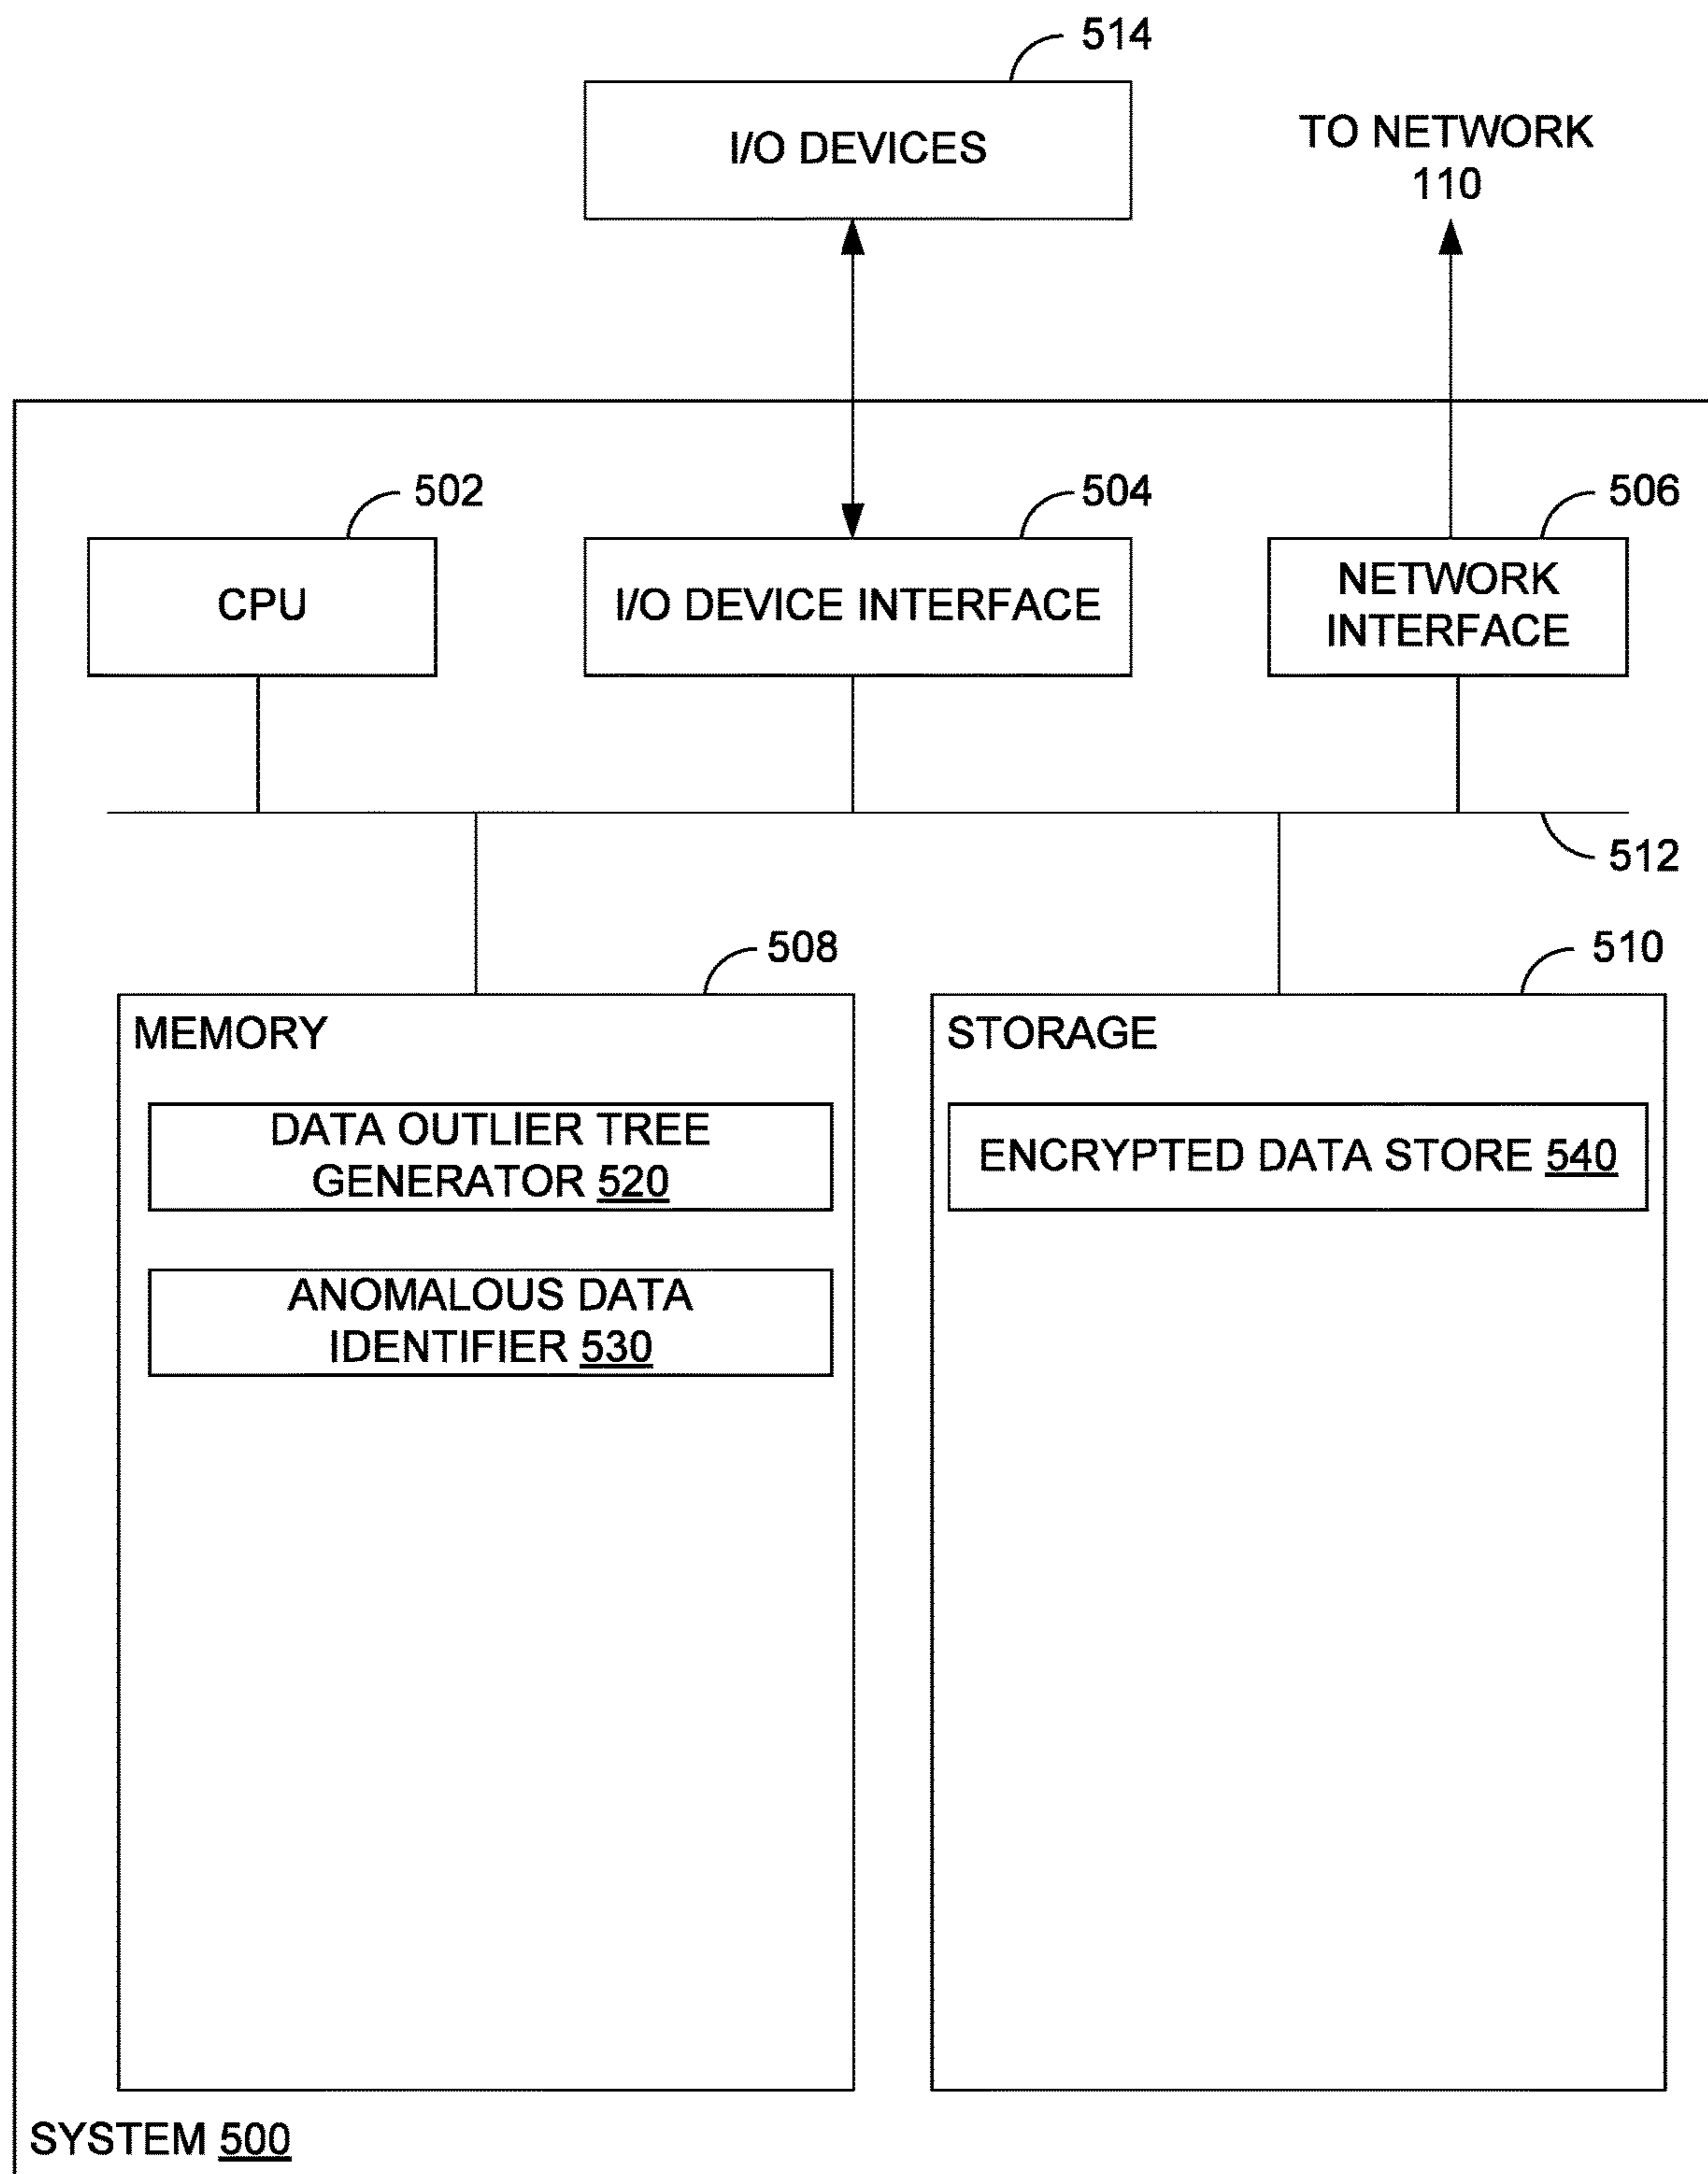 514
I/O DEVICES
TO NETWORK
110
502
504
506
CPU
I/O DEVICE INTERFACE
NETWORK
INTERFACE
512
508
510
MEMORY
STORAGE
DATA OUTLIER TREE
GENERATOR 520
ENCRYPTED DATA STORE 540
ANOMALOUS DATA
IDENTIFIER 530
SYSTEM 500